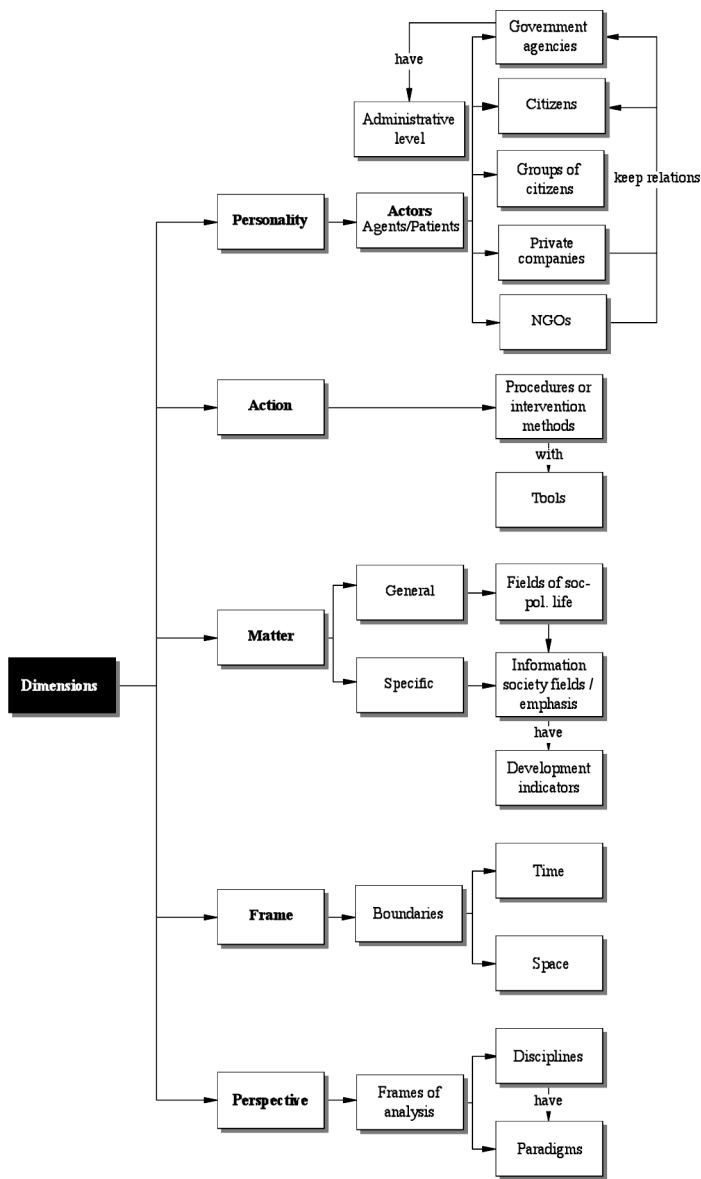 Government
agencies
have
Administrative
level
Citizens
Groups of
citizens
keep relations
Personality
Actors
Agents/Patients
Private
companies
NGOs
Action
Procedures or
intervention
methods
with
Tools
General
Fields of soc-
pol. life
Matter
Dimensions
Specific
Information
society fields /
emphasis
have
Development
indicators
Time
Frame
Boundaries
Space
Disciplines
Perspective
Frames of
analysis
have
Paradigms